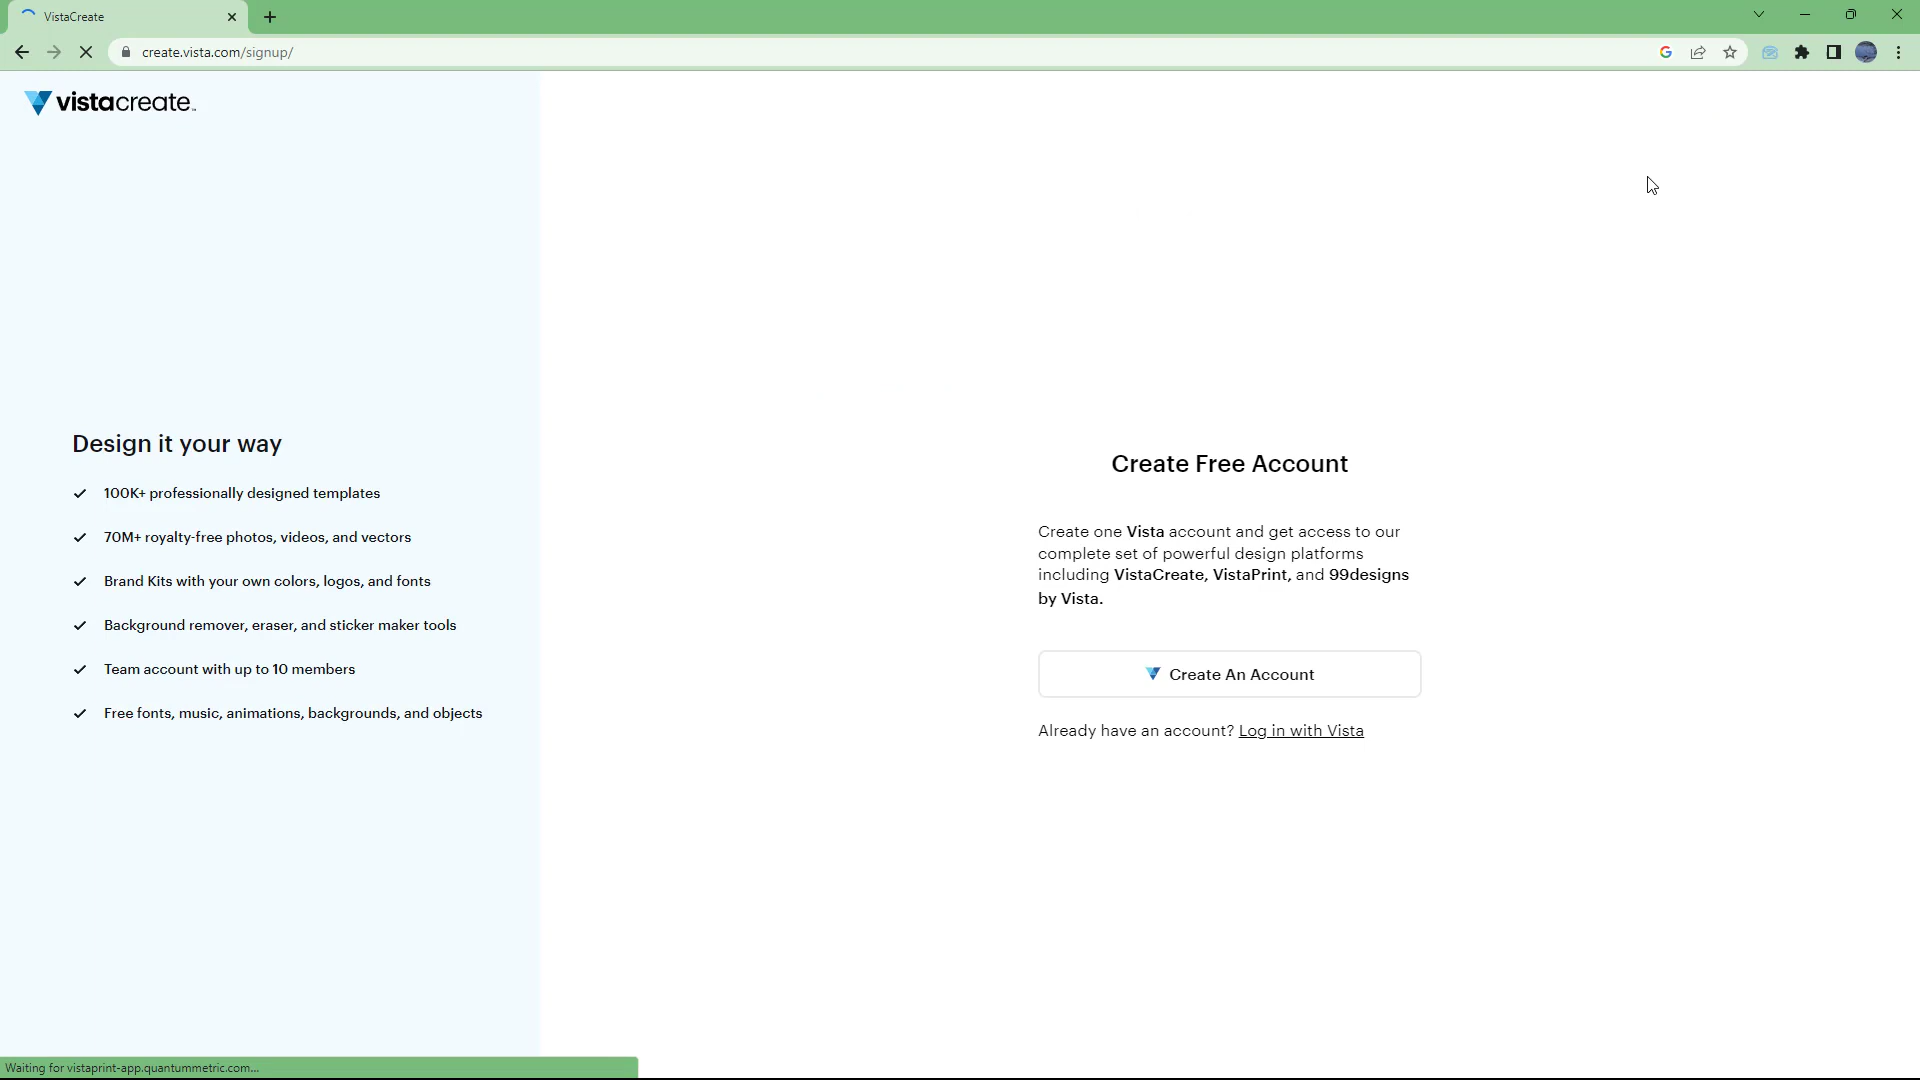 VistaCreate
create.vista.com/signup/
vistacreate™
Design it your way
100K+ professionally designed templates
70M+ royalty-free photos, videos, and vectors
Brand Kits with your own colors, logos, and fonts
Background remover, eraser, and sticker maker tools
Team account with up to 10 members
Free fonts, music, animations, backgrounds, and objects
Create Free Account
Create one Vista account and get access to our
complete set of powerful design platforms
including VistaCreate, VistaPrint, and 99designs
by Vista.
Create An Account
Already have an account? Log in with Vista
Waiting for vistaprint-app.quantummetric.com...